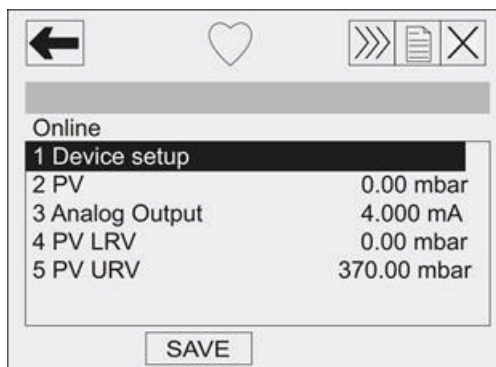 Online
1 Device setup
2 PV 0.00 mbar
3 Analog Output 4.000 mA
4 PV LRV 0.00 mbar
5 PV URV 370.00 mbar
SAVE